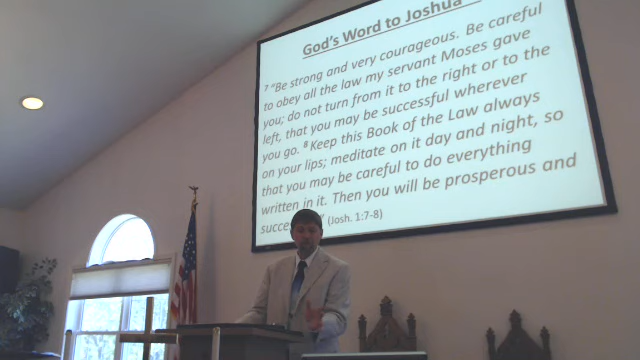 God's Word to Joshua
⁷ "Be strong and very courageous. Be careful
to obey all the law my servant Moses gave
you; do not turn from it to the right or to the
left, that you may be successful wherever
you go. ⁸ Keep this Book of the Law always
on your lips; meditate on it day and night, so
that you may be careful to do everything
written in it. Then you will be prosperous and
(Josh. 1:7-8)